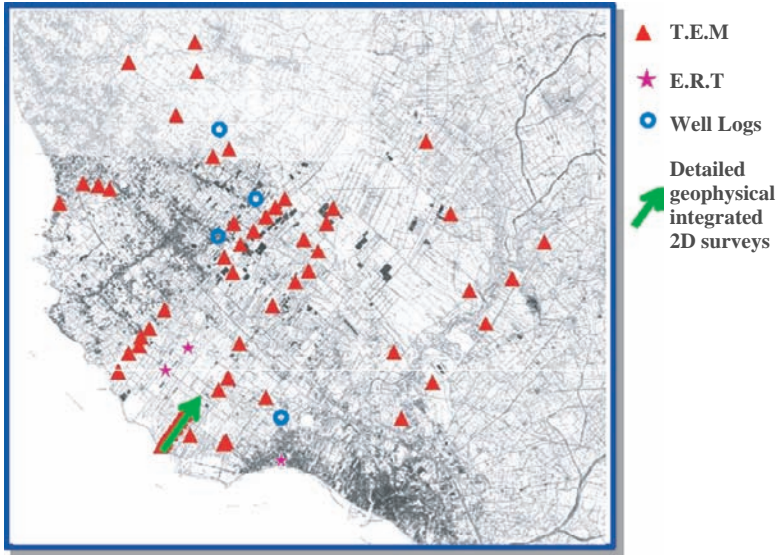 T.E.M
E.R.T
Well Logs
Detailed
geophysical
integrated
2D surveys